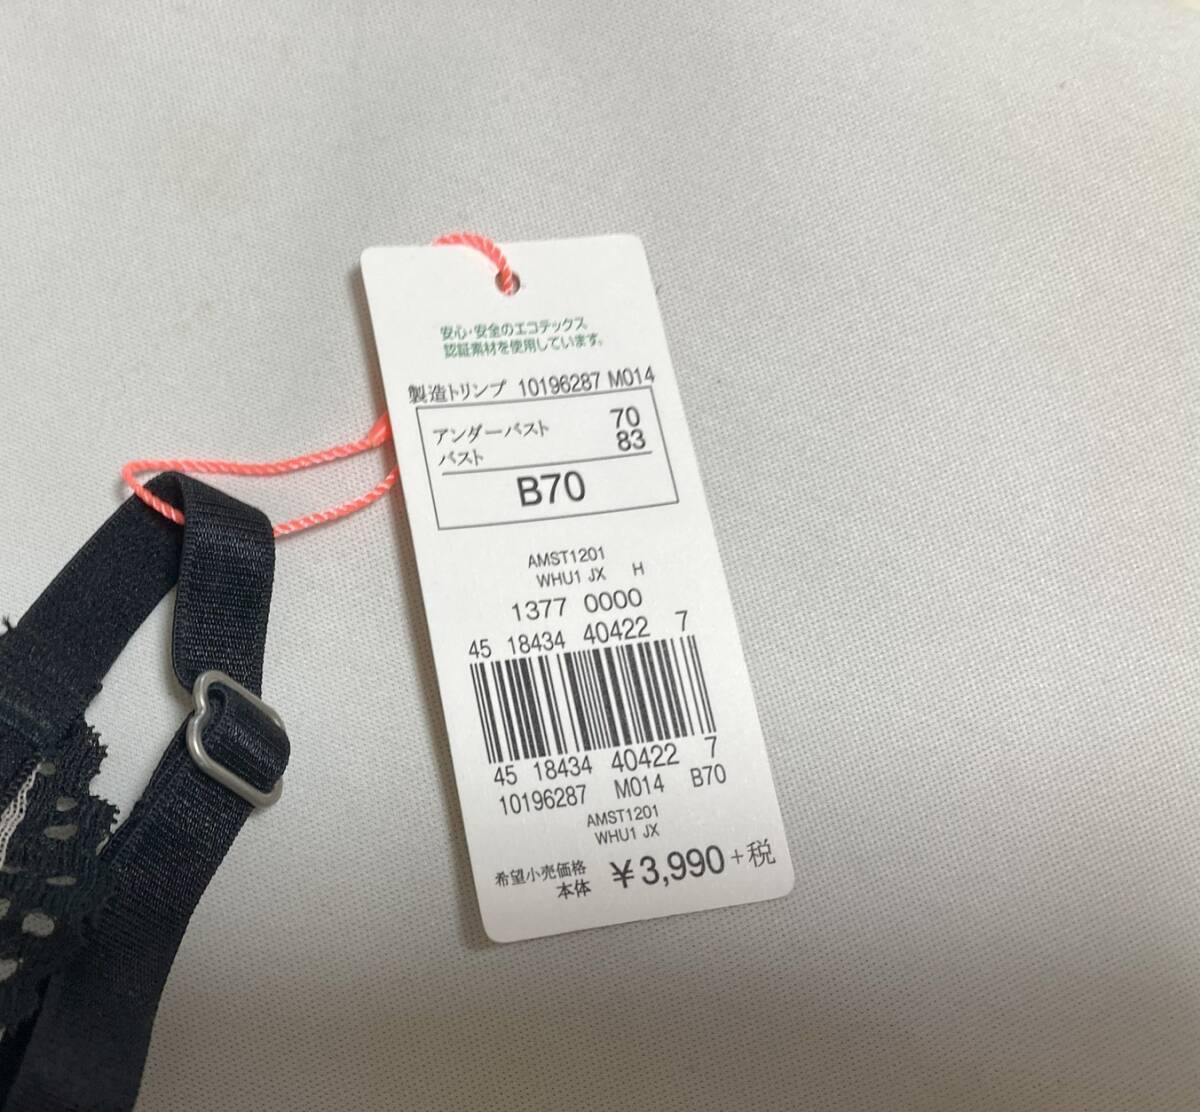 安心・安全のエコテックス
認証素材を使用しています。
製造トリンプ 10196287 M014
アンダーバスト 70
バスト 83
B70
AMST1201
WHU1 JX H
1377 0000
45 18434 40422 7
45 18434 40422 7
10196287 M014 B70
AMST1201
WHU1 JX
希望小売価格
本体 ¥3,990+税